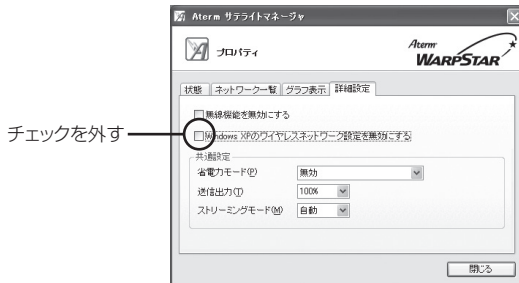 Aterm サテライトマネージャ
プロパティ
Aterm
WARPSTAR
状態 ネットワーク一覧 グラフ表示 詳細設定
無線機能を無効にする
チェックを外す
Windows XPのワイヤレスネットワーク設定を無効にする
共通設定
省電力モード(P) 無効
送信出力(T) 100%
ストリーミングモード(M) 自動
閉じる